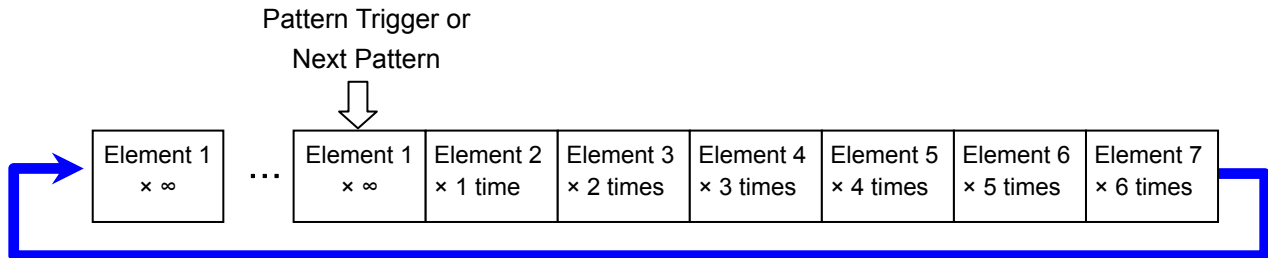 Pattern Trigger or
Next Pattern
Element 1
× ∞
...
Element 1
× ∞
Element 2
× 1 time
Element 3
× 2 times
Element 4
× 3 times
Element 5
× 4 times
Element 6
× 5 times
Element 7
× 6 times